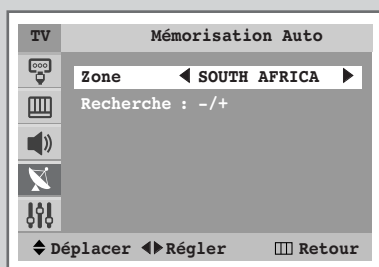 TV Mémorisation Auto
Zone ◀ SOUTH AFRICA ▶
Recherche : -/+
Déplacer Régler Retour